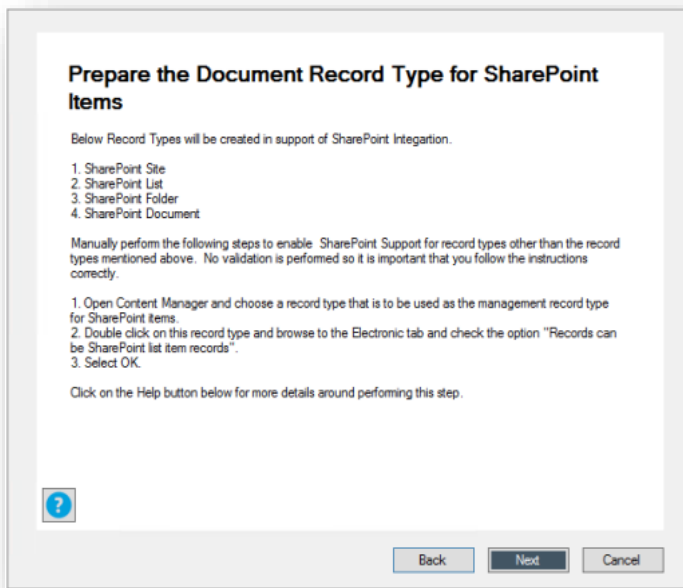 Prepare the Document Record Type for SharePoint
Items
Below Record Types will be created in support of SharePoint Integartion.
1. SharePoint Site
2. SharePoint List
3. SharePoint Folder
4. SharePoint Document
Manually perform the following steps to enable  SharePoint Support for record types other than the record
types mentioned above.  No validation is performed so it is important that you follow the instructions
correctly.
1. Open Content Manager and choose a record type that is to be used as the management record type
for SharePoint items.
2. Double click on this record type and browse to the Electronic tab and check the option "Records can
be SharePoint list item records".
3. Select OK.
Click on the Help button below for more details around performing this step.
?
Back
Next
Cancel